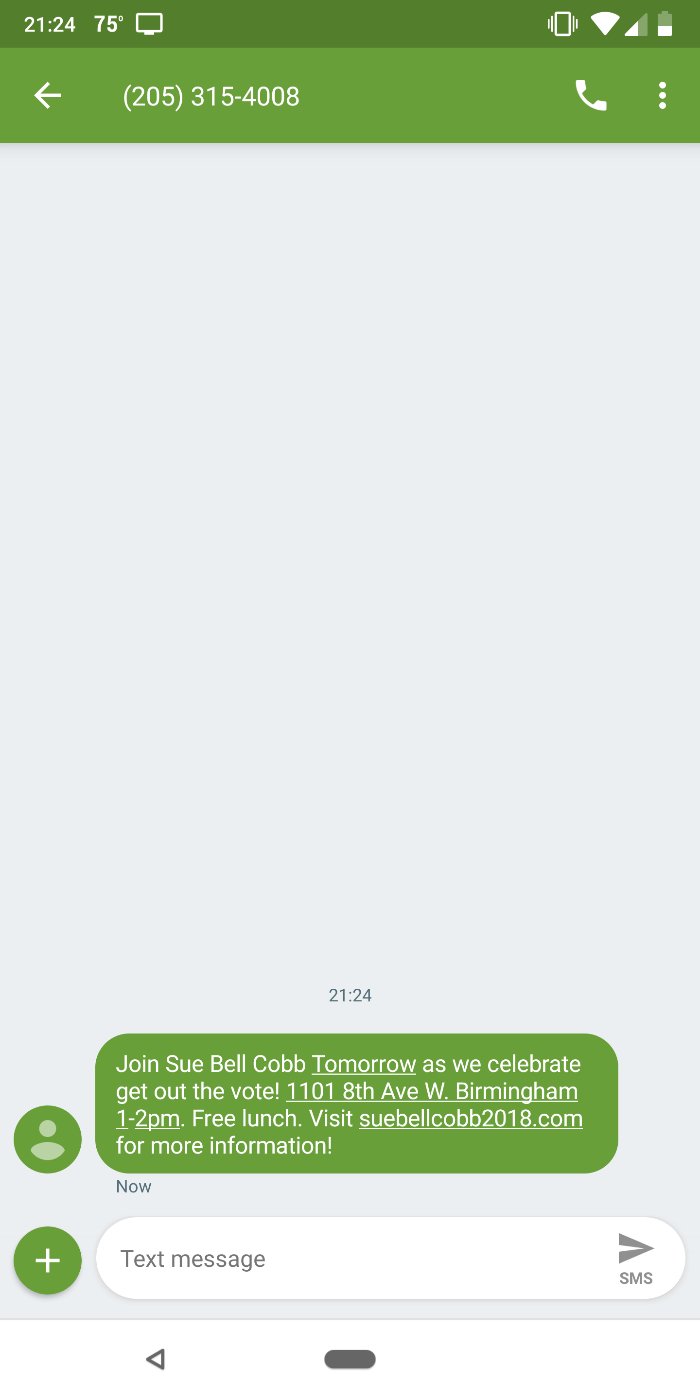 21:24 75°
(205) 315-4008
21:24
Join Sue Bell Cobb Tomorrow as we celebrate
get out the vote! 1101 8th Ave W. Birmingham
1-2pm. Free lunch. Visit suebellcobb2018.com
for more information!
Now
Text message
SMS